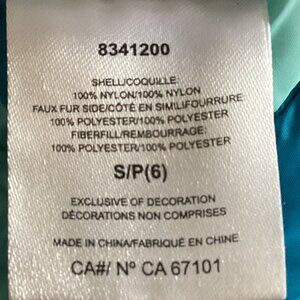 8341200
SHELL/COQUILLE:
100% NYLON/100% NYLON
FAUX FUR SIDE/CÔTÉ EN SIMILIFOURRURE
100% POLYESTER/100% POLYESTER
FIBERFILL/REMBOURRAGE:
100% POLYESTER/100% POLYESTER
S/P(6)
EXCLUSIVE OF DECORATION
DÉCORATIONS NON COMPRISES
MADE IN CHINA/FABRIQUÉ EN CHINE
CA#/ Nº CA 67101